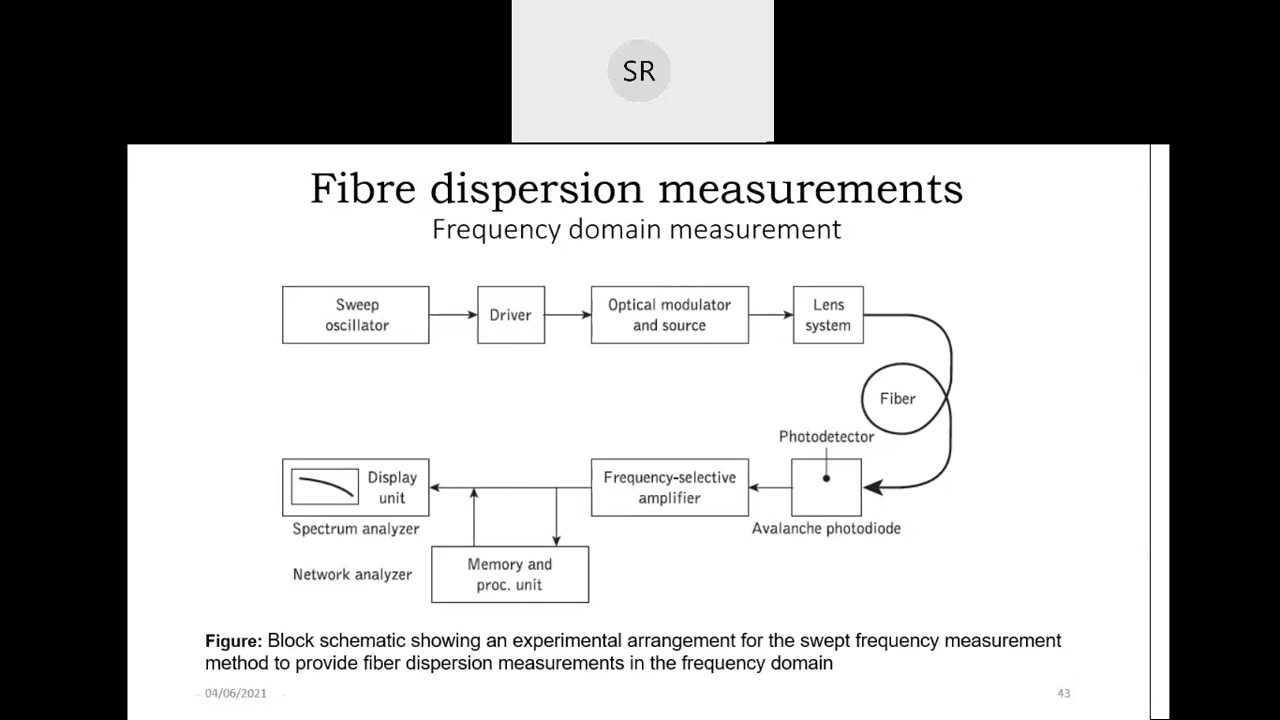 SR
Fibre dispersion measurements
Frequency domain measurement
Sweep
oscillator
Driver
Optical modulator
and source
Lens
system
Fiber
Photodetector
Display
unit
Frequency-selective
amplifier
Spectrum analyzer
Avalanche photodiode
Network analyzer
Memory and
proc. unit
Figure: Block schematic showing an experimental arrangement for the swept frequency measurement
method to provide fiber dispersion measurements in the frequency domain
04/06/2021
43